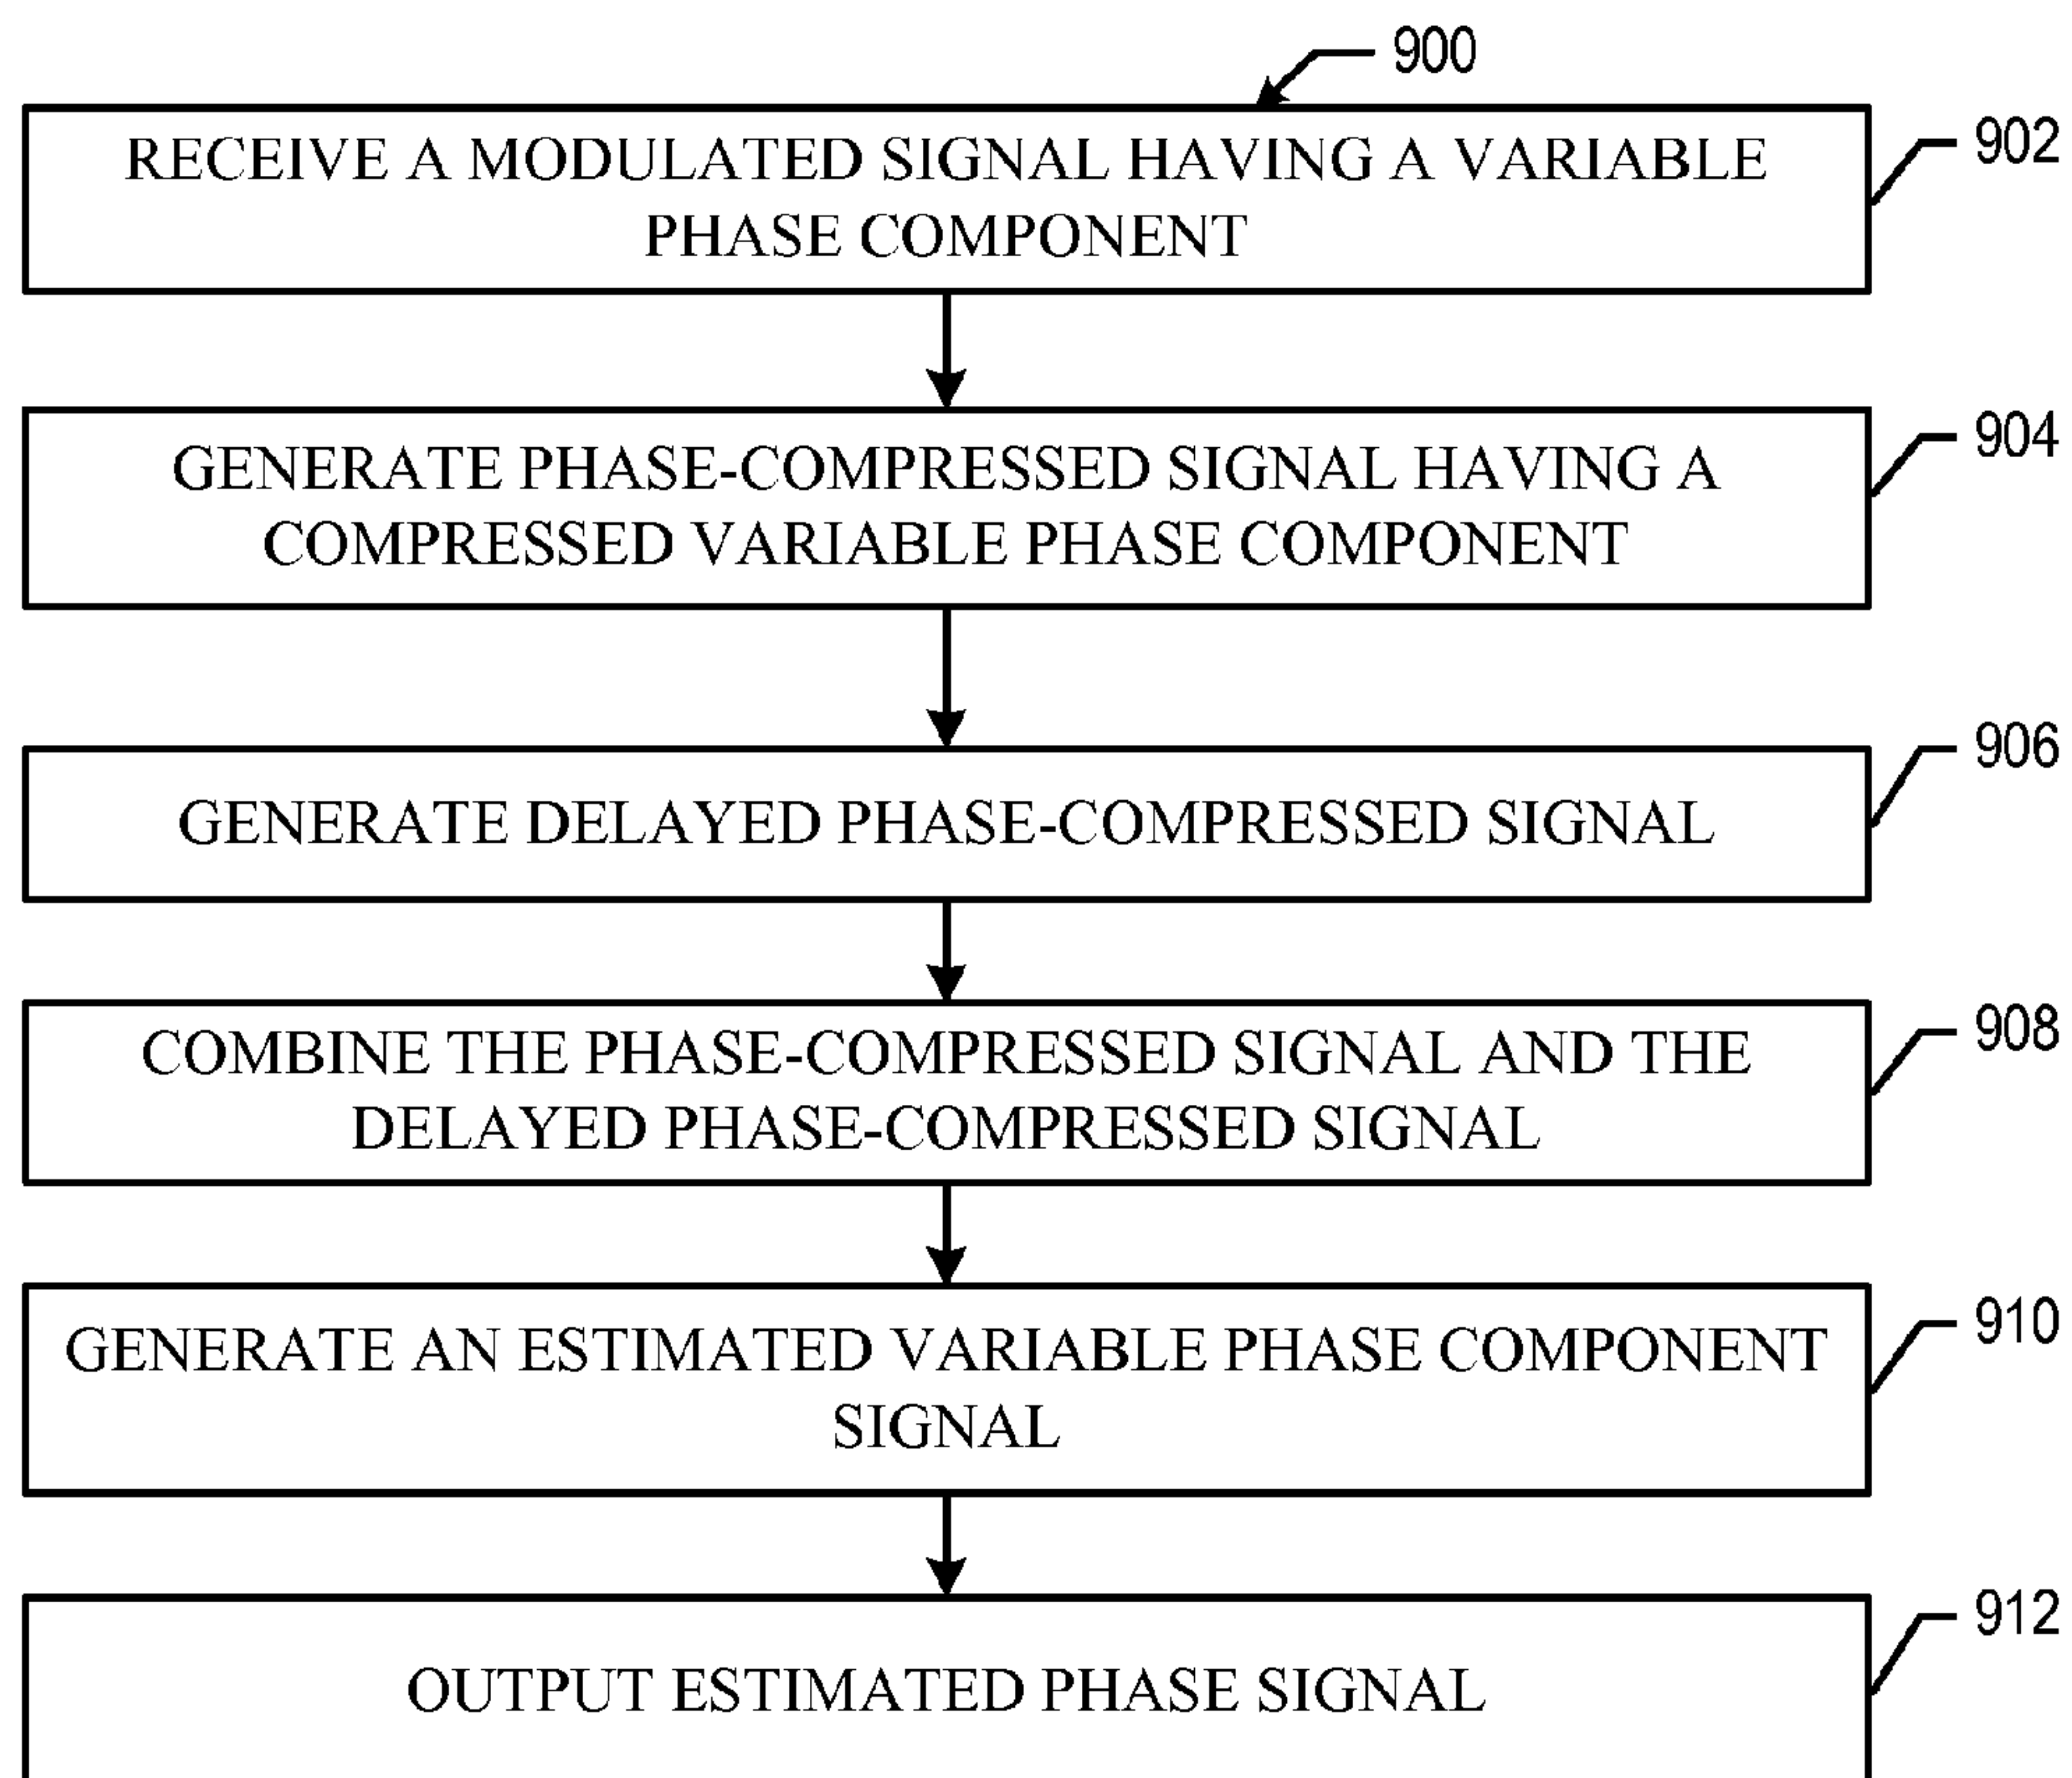 900
RECEIVE A MODULATED SIGNAL HAVING A VARIABLE
PHASE COMPONENT
902
GENERATE PHASE-COMPRESSED SIGNAL HAVING A
COMPRESSED VARIABLE PHASE COMPONENT
904
GENERATE DELAYED PHASE-COMPRESSED SIGNAL
906
COMBINE THE PHASE-COMPRESSED SIGNAL AND THE
DELAYED PHASE-COMPRESSED SIGNAL
908
GENERATE AN ESTIMATED VARIABLE PHASE COMPONENT
SIGNAL
910
OUTPUT ESTIMATED PHASE SIGNAL
912